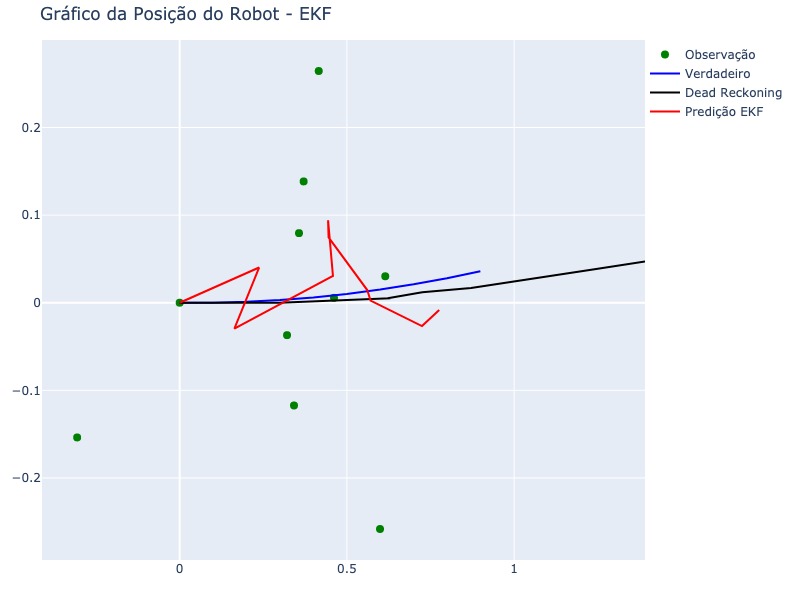 Gráfico da Posição do Robot - EKF
Observação
Verdadeiro
Dead Reckoning
Predição EKF
0.2
0.1
0
−0.1
−0.2
0
0.5
1